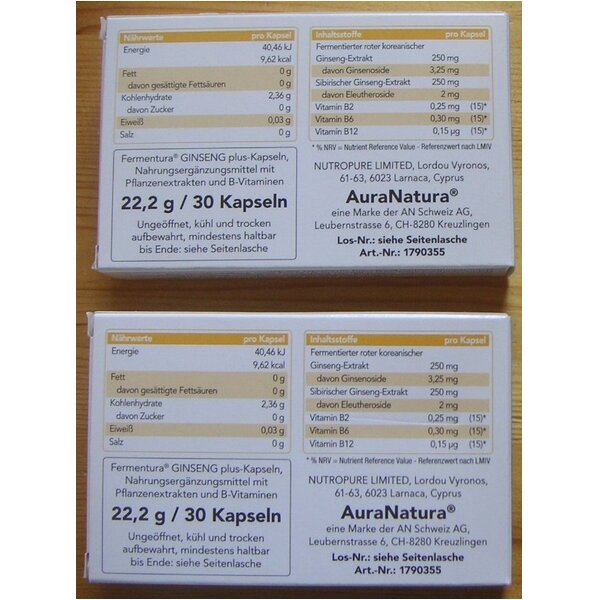 Nährwerte pro Kapsel
Energie 40,46 kJ
9,62 kcal
Fett 0 g
davon gesättigte Fettsäuren 0 g
Kohlenhydrate 2,36 g
davon Zucker 0 g
Eiweiß 0,03 g
Salz 0 g
Fermentura® GINSENG plus-Kapseln,
Nahrungsergänzungsmittel mit
Pflanzenextrakten und B-Vitaminen
22,2 g / 30 Kapseln
Ungeöffnet, kühl und trocken
aufbewahrt, mindestens haltbar
bis Ende: siehe Seitenlasche
Inhaltsstoffe pro Kapsel
Fermentierter roter koreanischer
Ginseng-Extrakt 250 mg
davon Ginsenoside 3,25 mg
Sibirischer Ginseng-Extrakt 250 mg
davon Eleutheroside 2 mg
Vitamin B2 0,25 mg (15)*
Vitamin B6 0,30 mg (15)*
Vitamin B12 0,15 µg (15)*
* % NRV = Nutrient Reference Value - Referenzwert nach LMIV
NUTROPURE LIMITED, Lordou Vyronos,
61-63, 6023 Larnaca, Cyprus
AuraNatura®
eine Marke der AN Schweiz AG,
Leubernstrasse 6, CH-8280 Kreuzlingen
Los-Nr.: siehe Seitenlasche
Art.-Nr.: 1790355
Nährwerte pro Kapsel
Energie 40,46 kJ
9,62 kcal
Fett 0 g
davon gesättigte Fettsäuren 0 g
Kohlenhydrate 2,36 g
davon Zucker 0 g
Eiweiß 0,03 g
Salz 0 g
Fermentura® GINSENG plus-Kapseln,
Nahrungsergänzungsmittel mit
Pflanzenextrakten und B-Vitaminen
22,2 g / 30 Kapseln
Ungeöffnet, kühl und trocken
aufbewahrt, mindestens haltbar
bis Ende: siehe Seitenlasche
Inhaltsstoffe pro Kapsel
Fermentierter roter koreanischer
Ginseng-Extrakt 250 mg
davon Ginsenoside 3,25 mg
Sibirischer Ginseng-Extrakt 250 mg
davon Eleutheroside 2 mg
Vitamin B2 0,25 mg (15)*
Vitamin B6 0,30 mg (15)*
Vitamin B12 0,15 µg (15)*
* % NRV = Nutrient Reference Value - Referenzwert nach LMIV
NUTROPURE LIMITED, Lordou Vyronos,
61-63, 6023 Larnaca, Cyprus
AuraNatura®
eine Marke der AN Schweiz AG,
Leubernstrasse 6, CH-8280 Kreuzlingen
Los-Nr.: siehe Seitenlasche
Art.-Nr.: 1790355